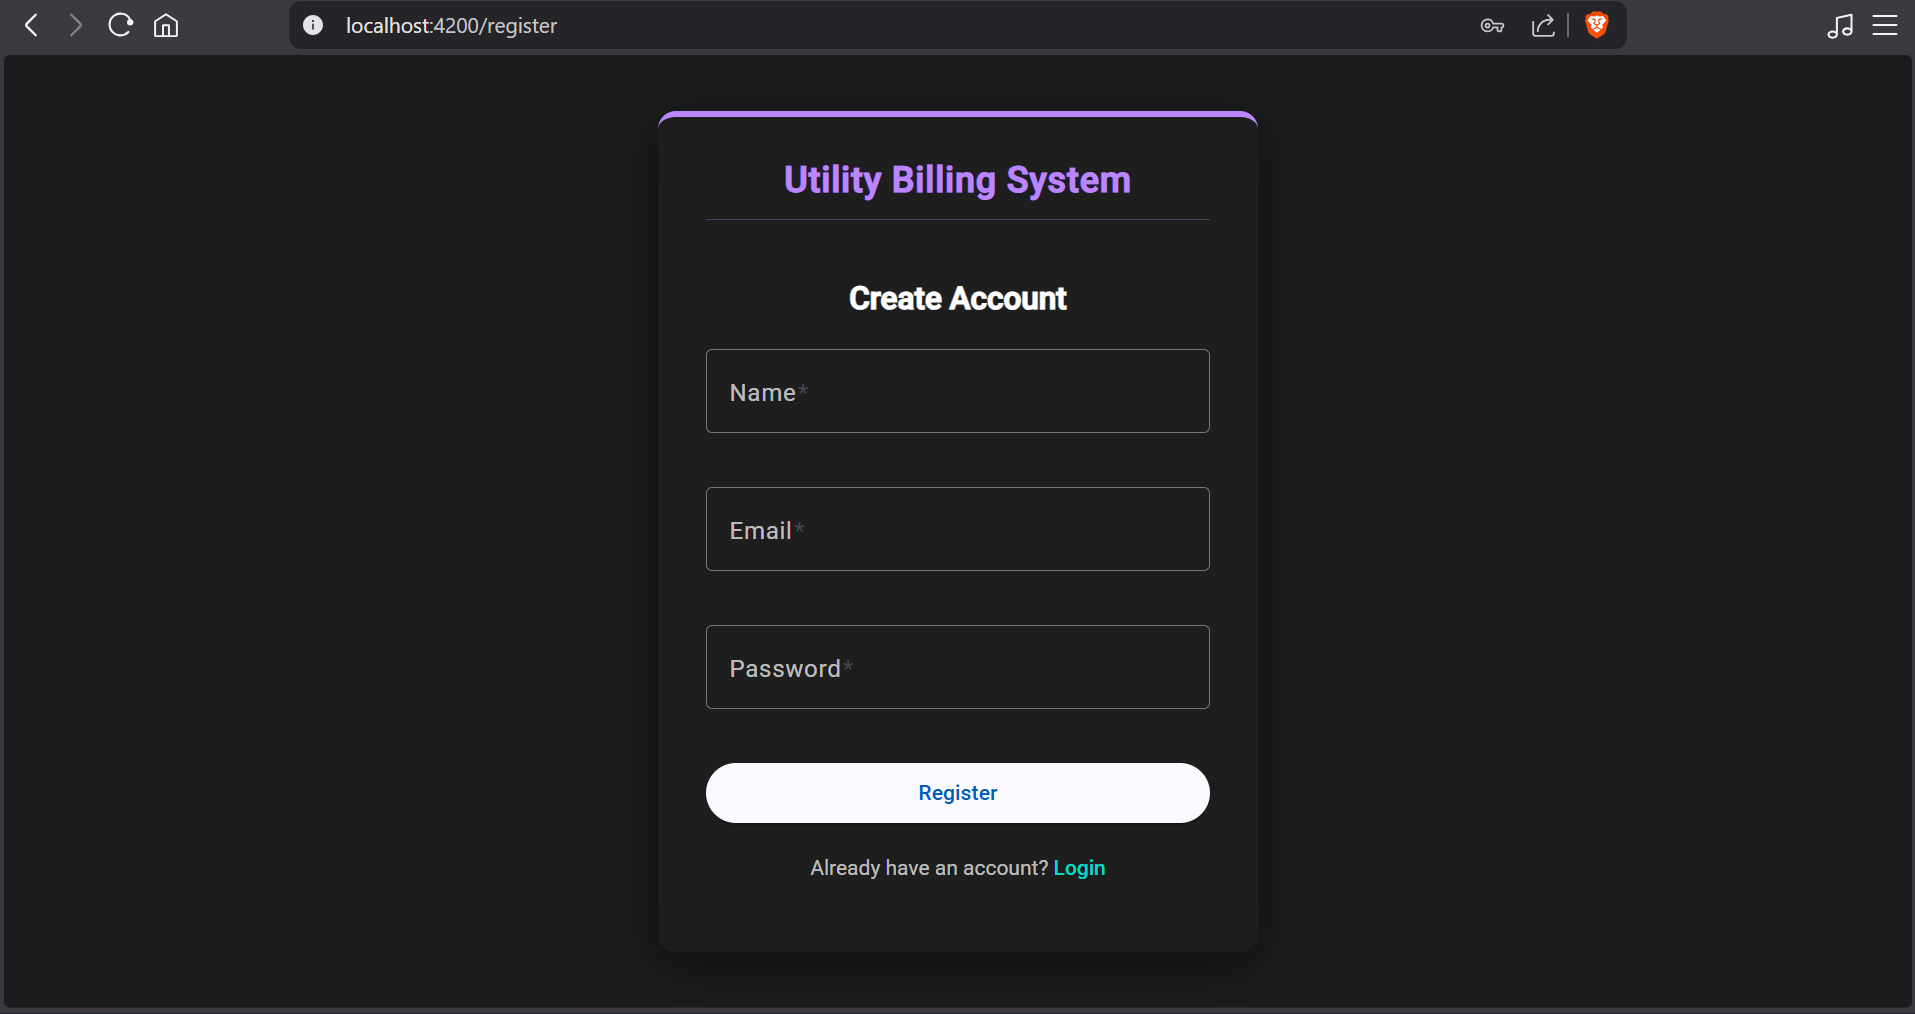 localhost:4200/register
Utility Billing System
Create Account
Name*
Email*
Password*
Register
Already have an account? Login